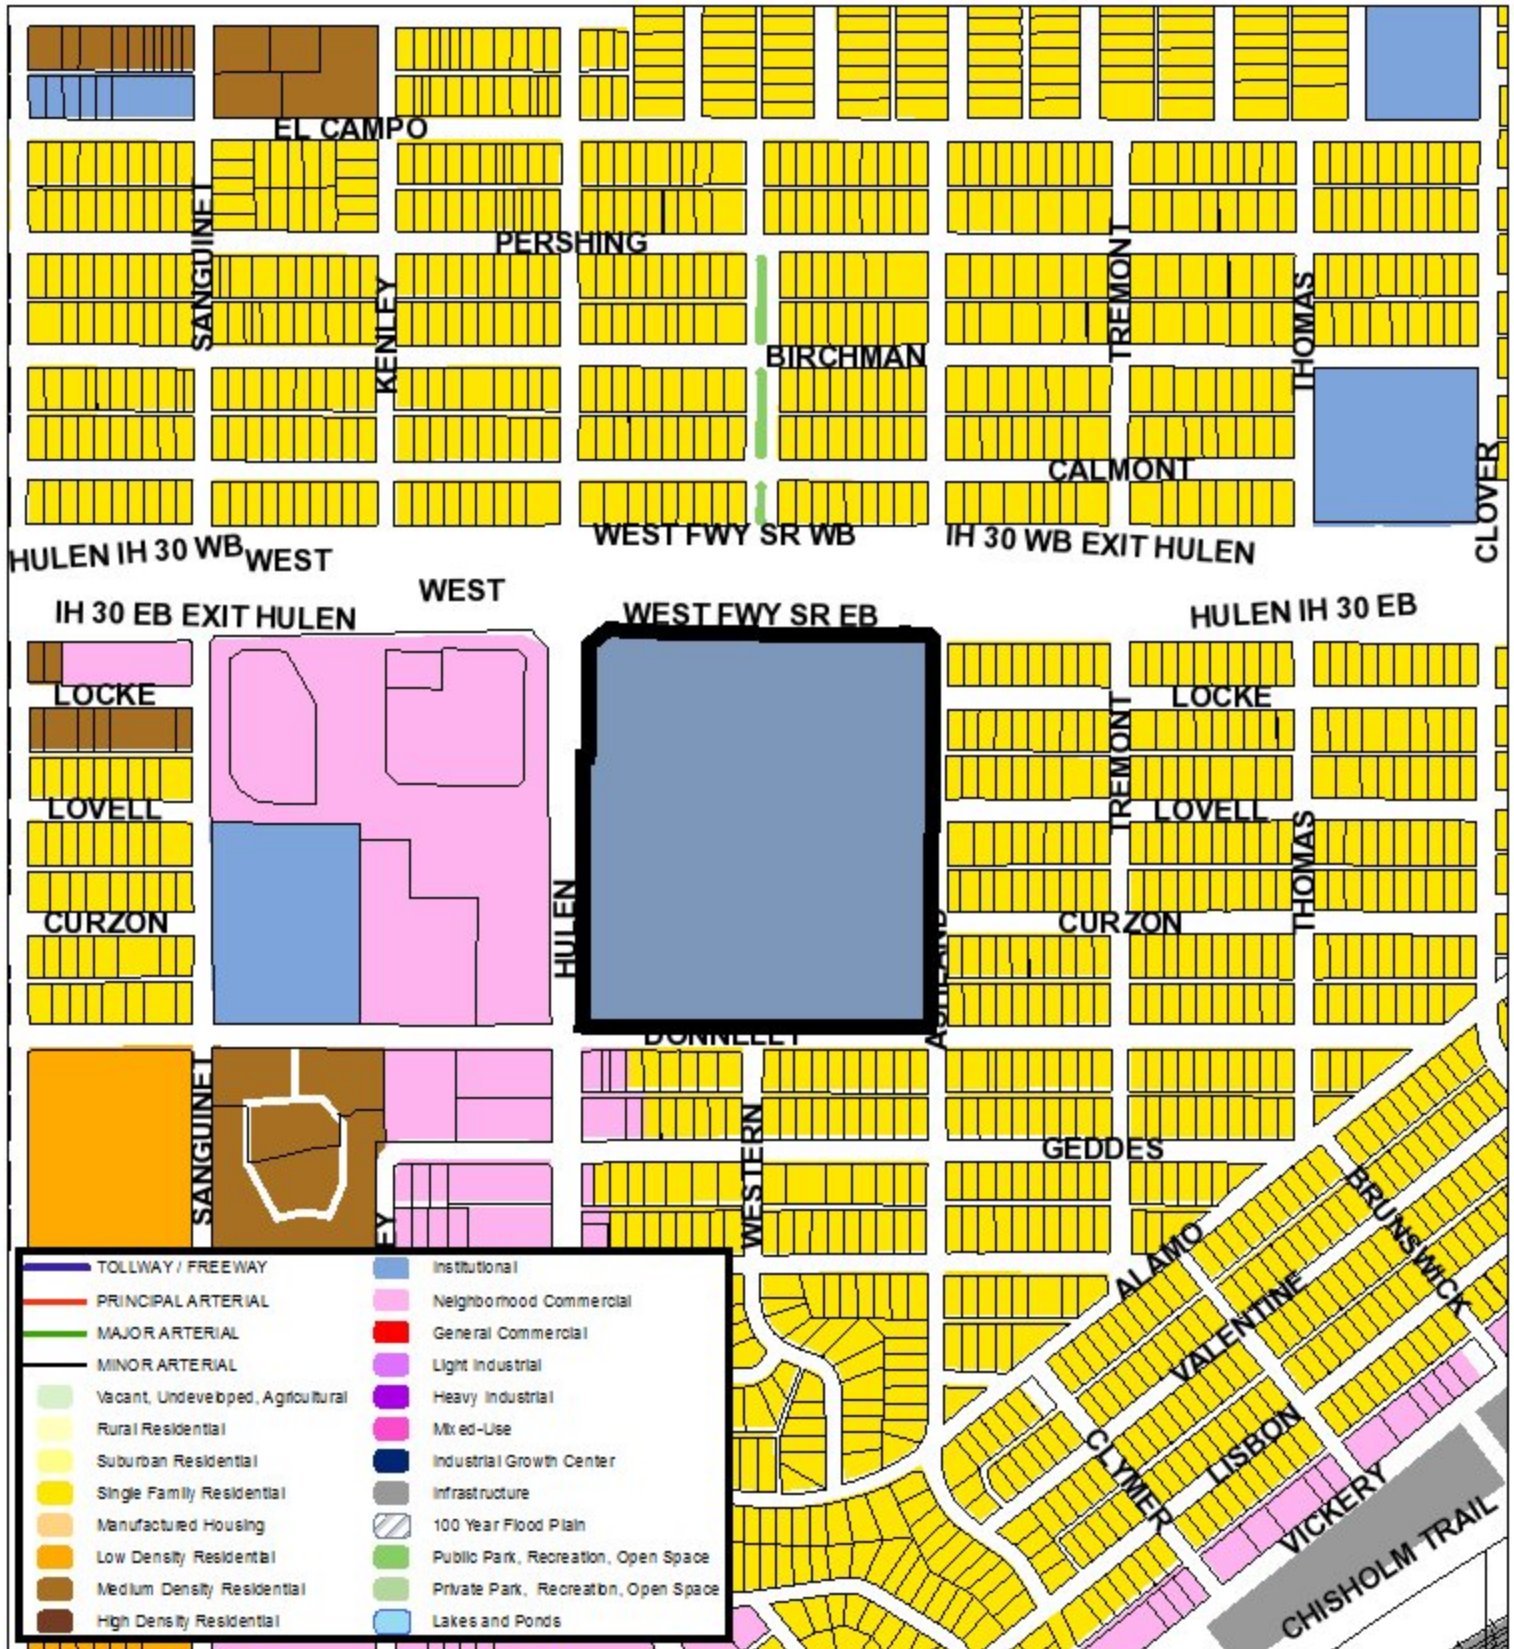 EL CAMPO
SANGUINET
PERSHING
KENLEY
TREMONT
THOMAS
BIRCHMAN
CALMONT
CLOVER
HULEN IH 30 WB
WEST
WEST FWY SR WB
IH 30 WB EXIT HULEN
WEST
IH 30 EB EXIT HULEN
WEST FWY SR EB
HULEN IH 30 EB
LOCKE
LOCKE
TREMONT
LOVELL
LOVELL
THOMAS
HULEN
CURZON
CURZON
ASHLAND
DONNELLY
SANGUINET
WESTERN
GEDDES
EY
BRUNSWICK
ALAMO
VALENTINE
CLYMER
LISBON
VICKERY
CHISHOLM TRAIL
TOLLWAY / FREEWAY
PRINCIPAL ARTERIAL
MAJOR ARTERIAL
MINOR ARTERIAL
Vacant, Undeveloped, Agricultural
Rural Residential
Suburban Residential
Single Family Residential
Manufactured Housing
Low Density Residential
Medium Density Residential
High Density Residential
Institutional
Neighborhood Commercial
General Commercial
Light Industrial
Heavy Industrial
Mixed-Use
Industrial Growth Center
Infrastructure
100 Year Flood Plain
Public Park, Recreation, Open Space
Private Park, Recreation, Open Space
Lakes and Ponds